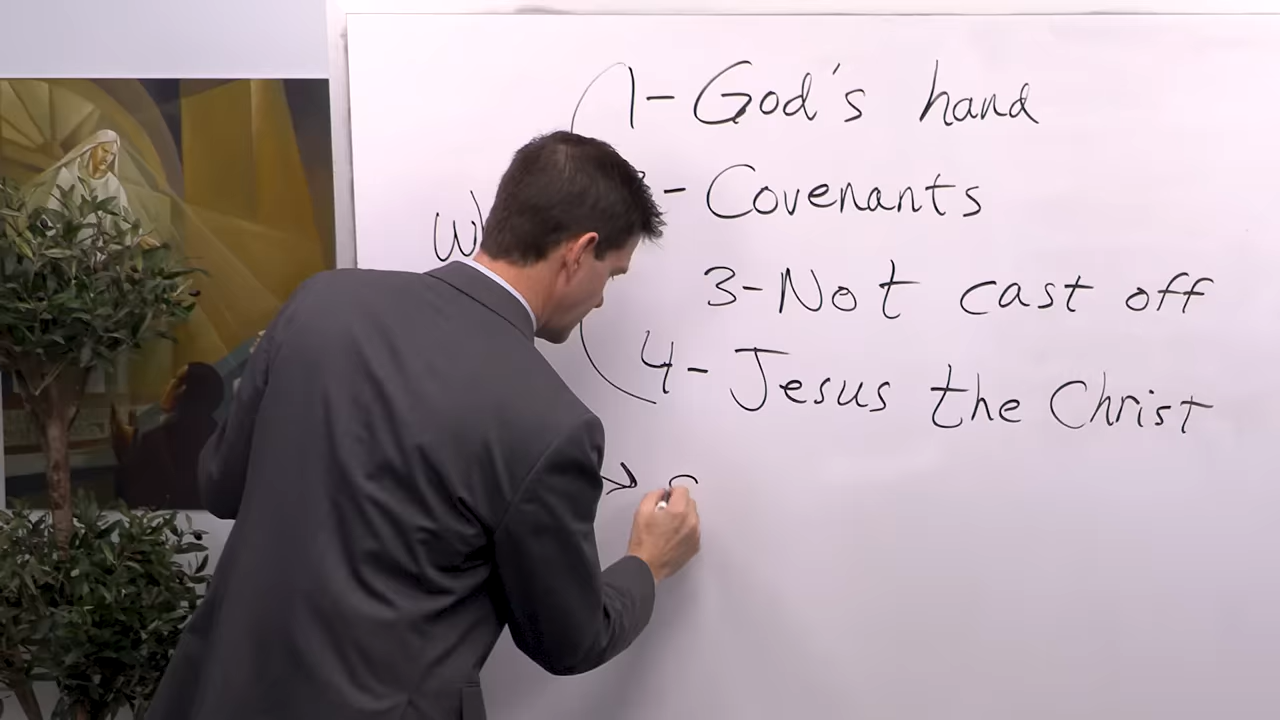 1- God's hand
- Covenants
3- Not cast off
4- Jesus the Christ